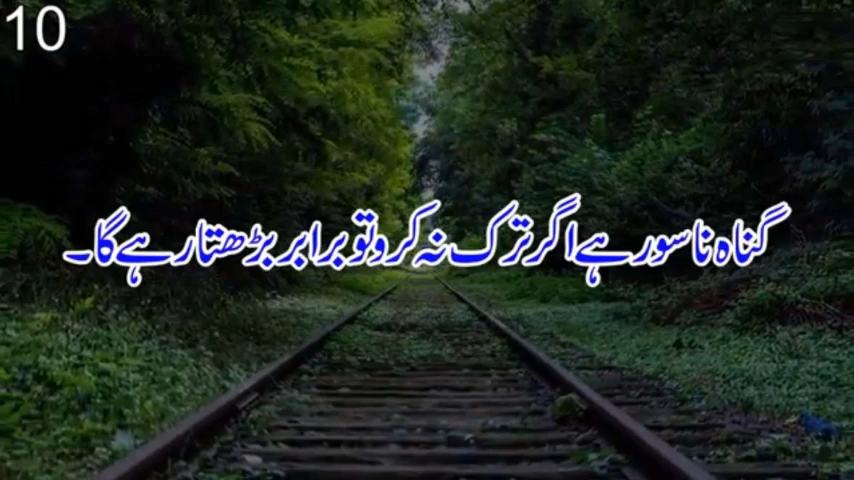 10
گناہ ناسور ہے اگر ترک نہ کرو تو برابر بڑھتا رہے گا۔